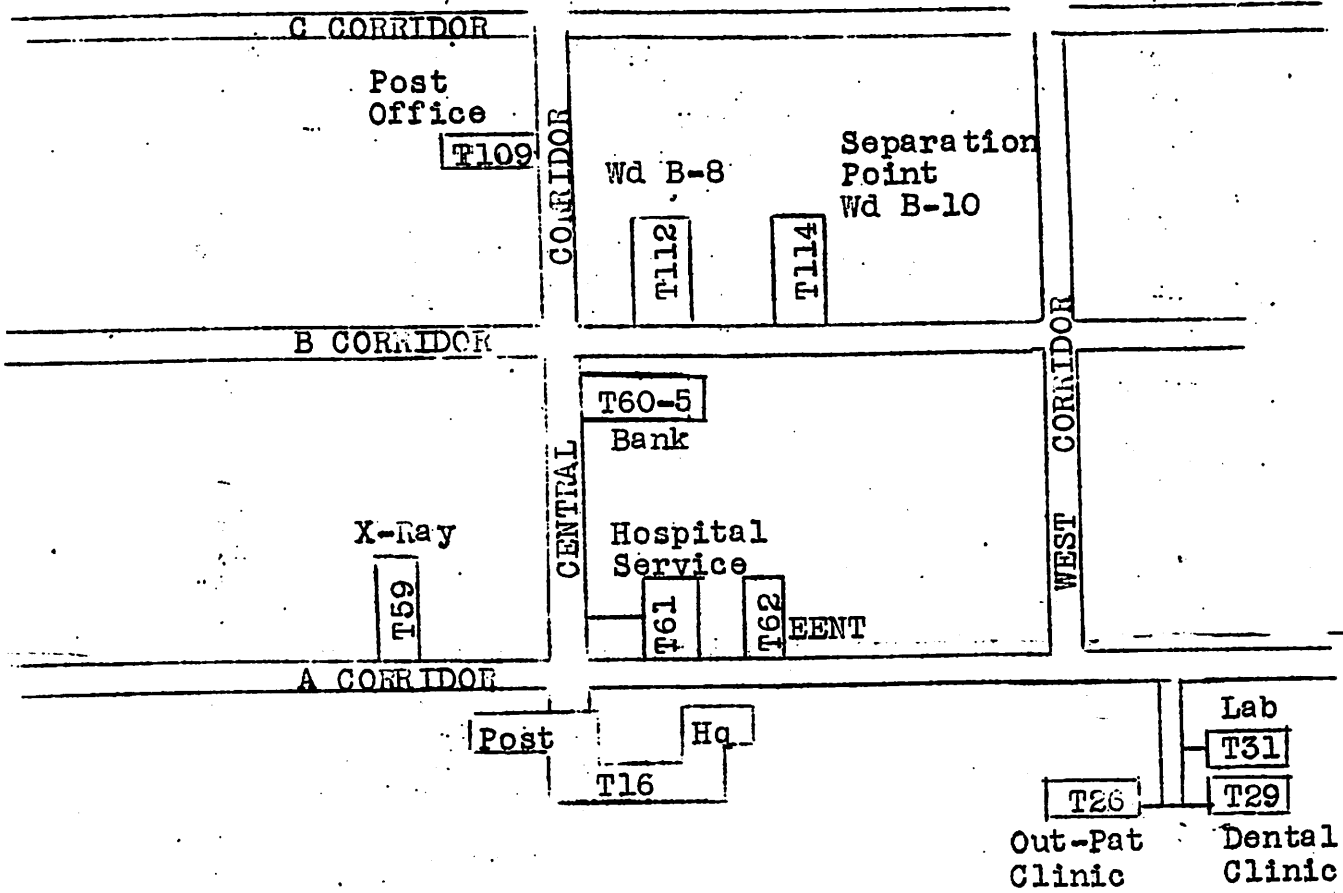 C CORRIDOR
Post
Office
T109
CORRIDOR
Wd B-8
T112
T114
Separation
Point
Wd B-10
B CORRIDOR
T60-5
Bank
CENTRAL
WEST CORRIDOR
X-Ray
T59
Hospital
Service
T61
T62
EENT
A CORRIDOR
Post
Hq
T16
Lab
T31
T26
T29
Out-Pat
Clinic
Dental
Clinic